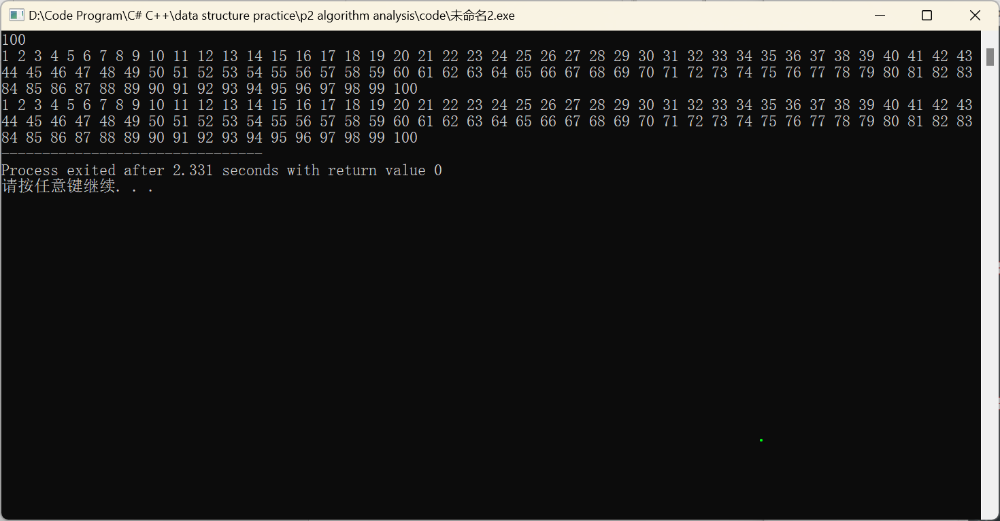 D:\Code Program\C# C++\data structure practice\p2 algorithm analysis\code\未命名2.exe
100
1 2 3 4 5 6 7 8 9 10 11 12 13 14 15 16 17 18 19 20 21 22 23 24 25 26 27 28 29 30 31 32 33 34 35 36 37 38 39 40 41 42 43
44 45 46 47 48 49 50 51 52 53 54 55 56 57 58 59 60 61 62 63 64 65 66 67 68 69 70 71 72 73 74 75 76 77 78 79 80 81 82 83
84 85 86 87 88 89 90 91 92 93 94 95 96 97 98 99 100
1 2 3 4 5 6 7 8 9 10 11 12 13 14 15 16 17 18 19 20 21 22 23 24 25 26 27 28 29 30 31 32 33 34 35 36 37 38 39 40 41 42 43
44 45 46 47 48 49 50 51 52 53 54 55 56 57 58 59 60 61 62 63 64 65 66 67 68 69 70 71 72 73 74 75 76 77 78 79 80 81 82 83
84 85 86 87 88 89 90 91 92 93 94 95 96 97 98 99 100
--------------------------------
Process exited after 2.331 seconds with return value 0
请按任意键继续. . .